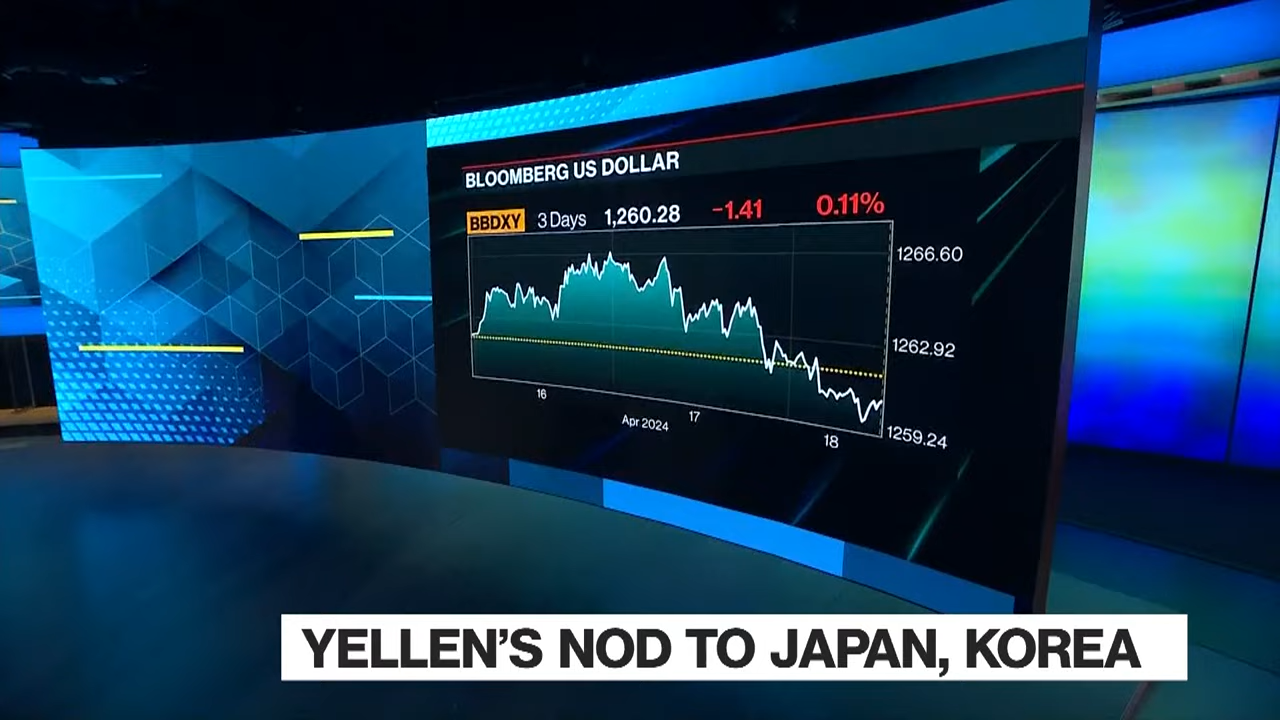 BLOOMBERG US DOLLAR
BBDXY 3 Days 1,260.28 -1.41 0.11%
1266.60
1262.92
1259.24
16 17 18
Apr 2024
YELLEN'S NOD TO JAPAN, KOREA